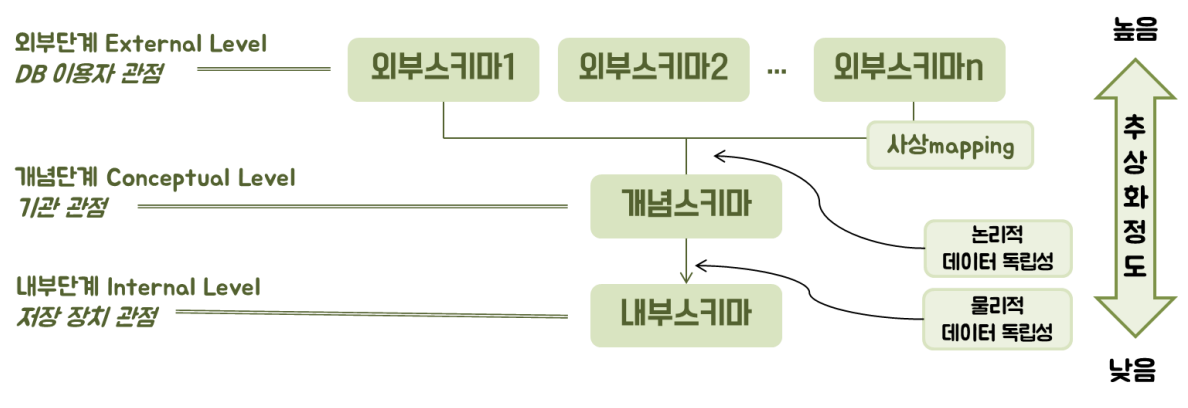 높음
외부단계 External Level
DB 이용자 관점
외부스키마1
외부스키마2
...
외부스키마n
사상mapping
개념단계 Conceptual Level
기관 관점
개념스키마
논리적
데이터 독립성
내부단계 Internal Level
저장 장치 관점
내부스키마
물리적
데이터 독립성
추상화정도
낮음